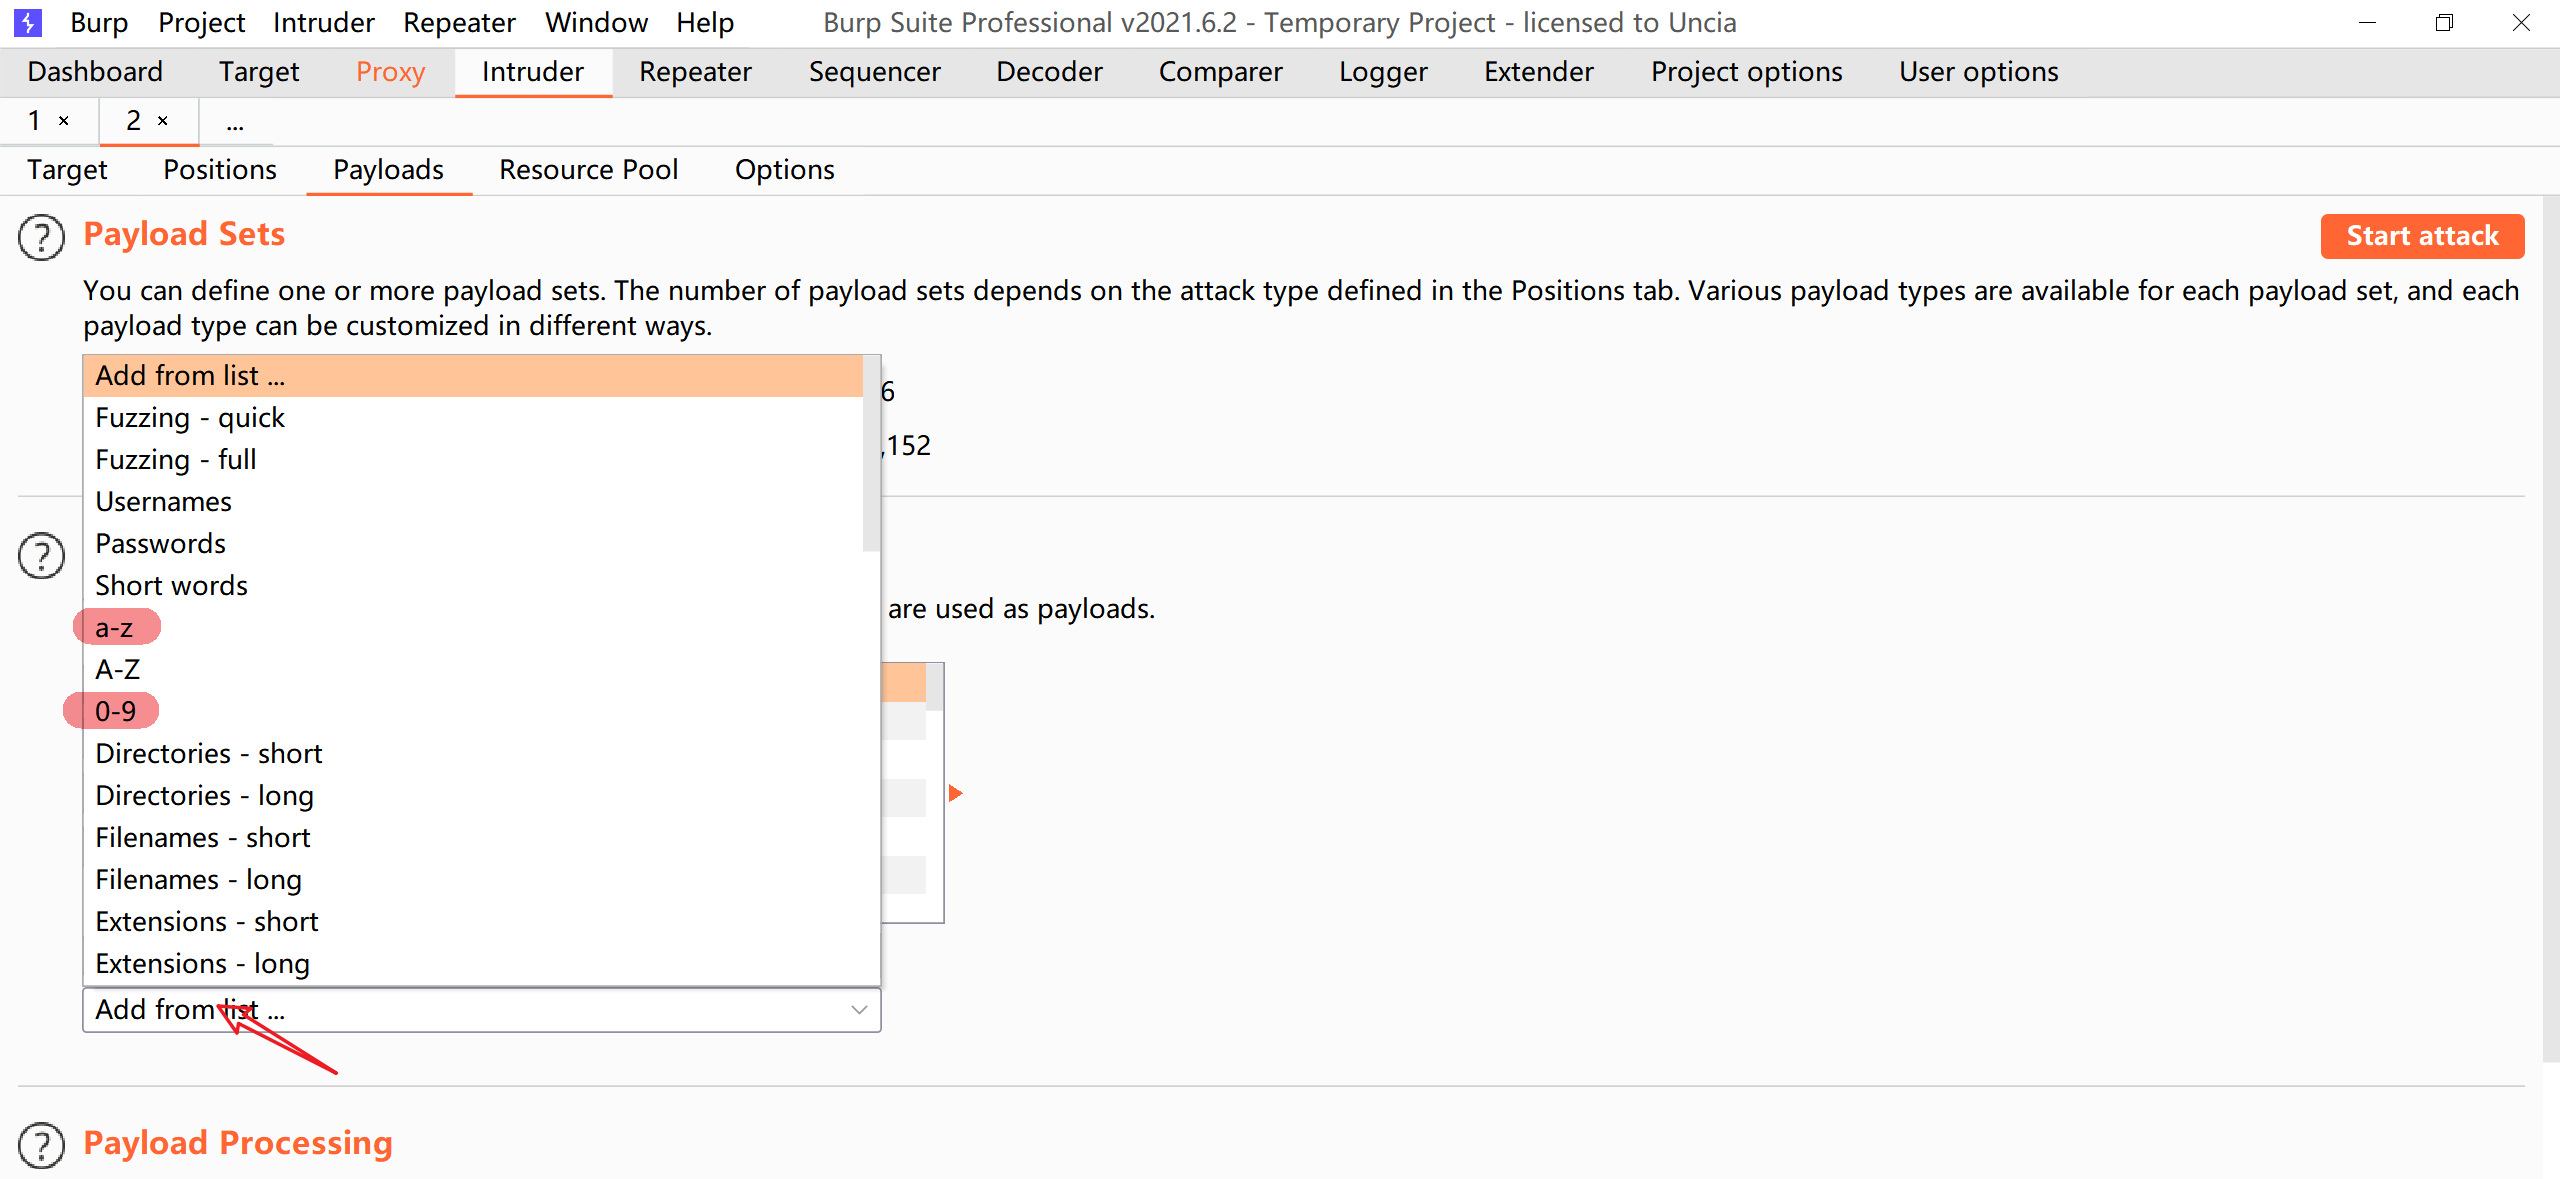 Burp Project Intruder Repeater Window Help Burp Suite Professional v2021.6.2 - Temporary Project - licensed to Uncia
Dashboard Target Proxy Intruder Repeater Sequencer Decoder Comparer Logger Extender Project options User options
1 × 2 × ...
Target Positions Payloads Resource Pool Options
? Payload Sets Start attack
You can define one or more payload sets. The number of payload sets depends on the attack type defined in the Positions tab. Various payload types are available for each payload set, and each
payload type can be customized in different ways.
Add from list ...
6
Fuzzing - quick
,152
Fuzzing - full
Usernames
Passwords
?
Short words
are used as payloads.
a-z
A-Z
0-9
Directories - short
Directories - long
Filenames - short
Filenames - long
Extensions - short
Extensions - long
Add from list ...
? Payload Processing